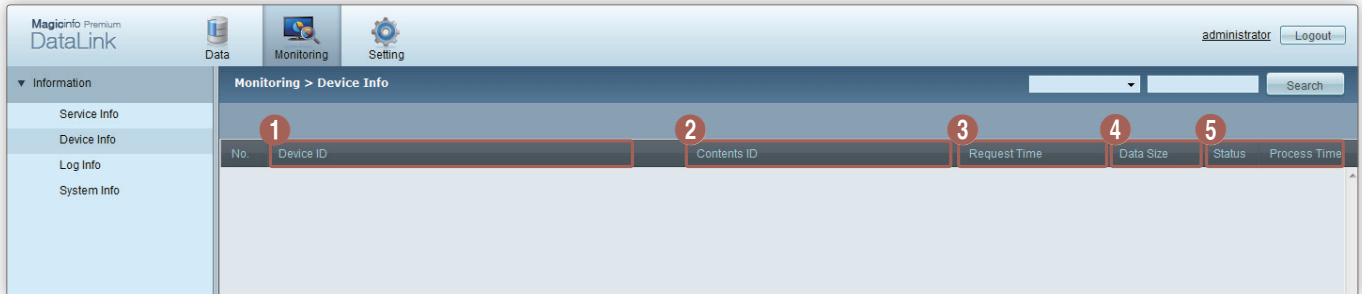 Magicinfo Premium
DataLink
Data
Monitoring
Setting
administrator
Logout
Information
Monitoring > Device Info
Search
Service Info
Device Info
Log Info
System Info
1 2 3 4 5
No. Device ID Contents ID Request Time Data Size Status Process Time